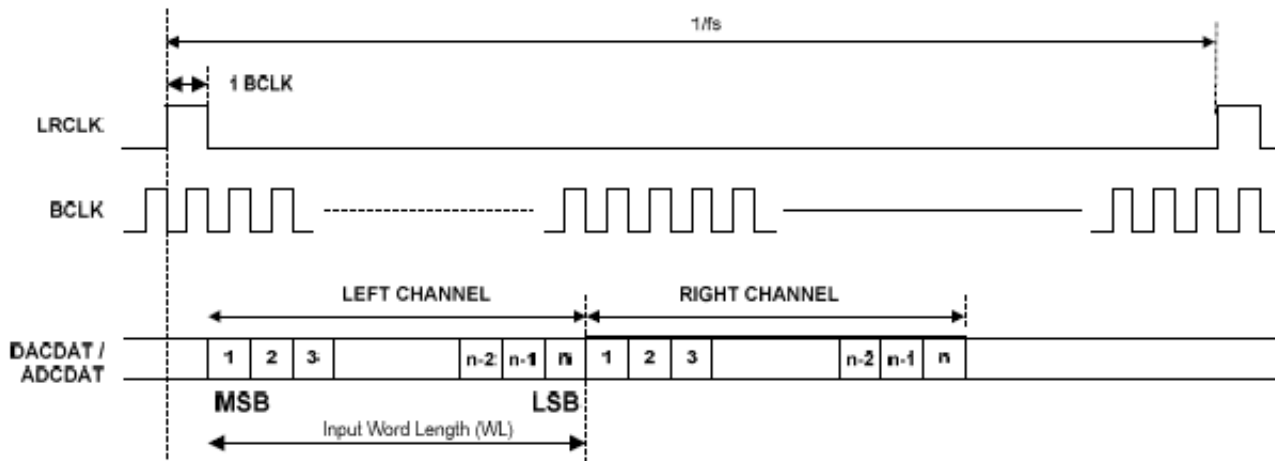 1/fs
1 BCLK
LRCLK
BCLK
LEFT CHANNEL
RIGHT CHANNEL
DACDAT /
ADCDAT
1 2 3 n-2 n-1 n 1 2 3 n-2 n-1 n
MSB LSB
Input Word Length (WL)